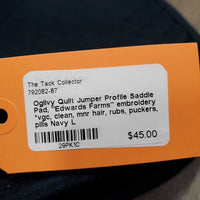 The Tack Collector
792082-87
Ogilvy Quilt Jumper Profile Saddle
Pad, "Edwards Farms" embroidery
*vgc, clean, mnr hair, rubs, puckers,
pills Navy L
$45.00
29PK1C